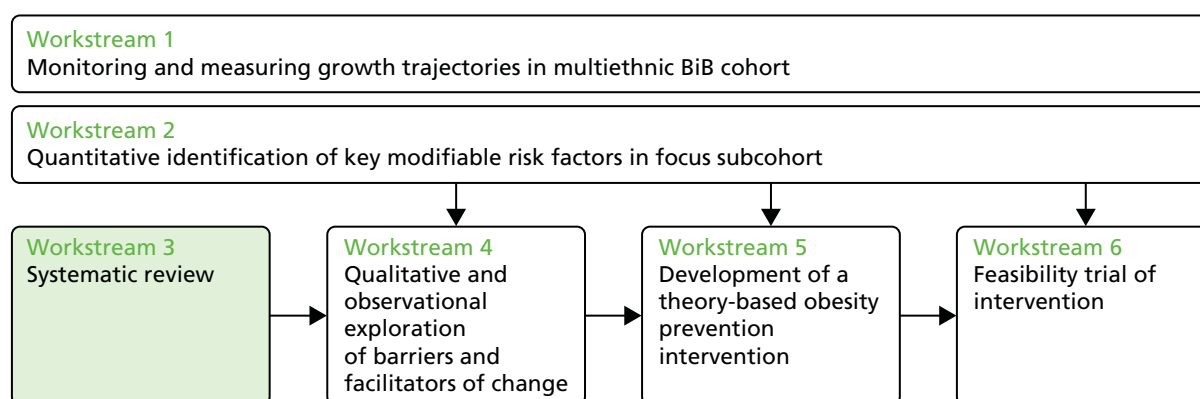 Workstream 1
Monitoring and measuring growth trajectories in multiethnic BiB cohort
Workstream 2
Quantitative identification of key modifiable risk factors in focus subcohort
Workstream 3
Systematic review
Workstream 4
Qualitative and
observational
exploration
of barriers and
facilitators of change
Workstream 5
Development of a
theory-based obesity
prevention
intervention
Workstream 6
Feasibility trial of
intervention